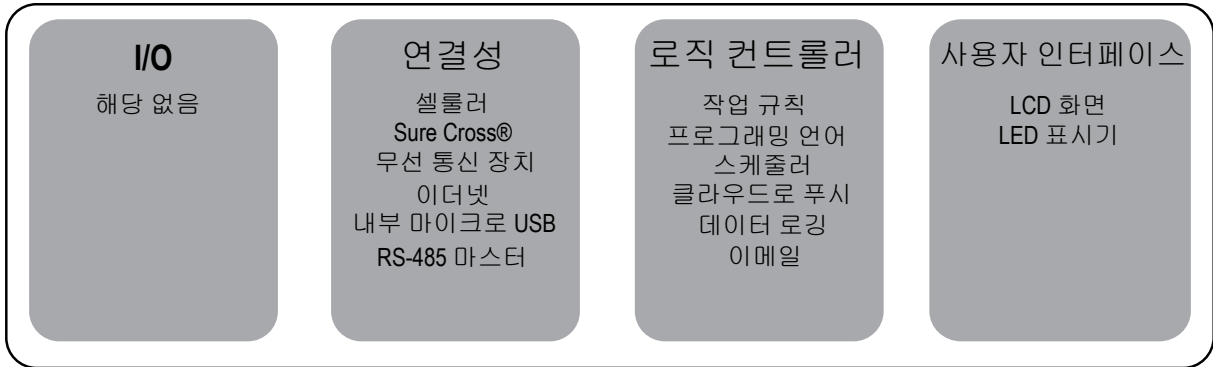 I/O
해당 없음
연결성
셀룰러
Sure Cross®
무선 통신 장치
이더넷
내부 마이크로 USB
RS-485 마스터
로직 컨트롤러
작업 규칙
프로그래밍 언어
스케줄러
클라우드로 푸시
데이터 로깅
이메일
사용자 인터페이스
LCD 화면
LED 표시기